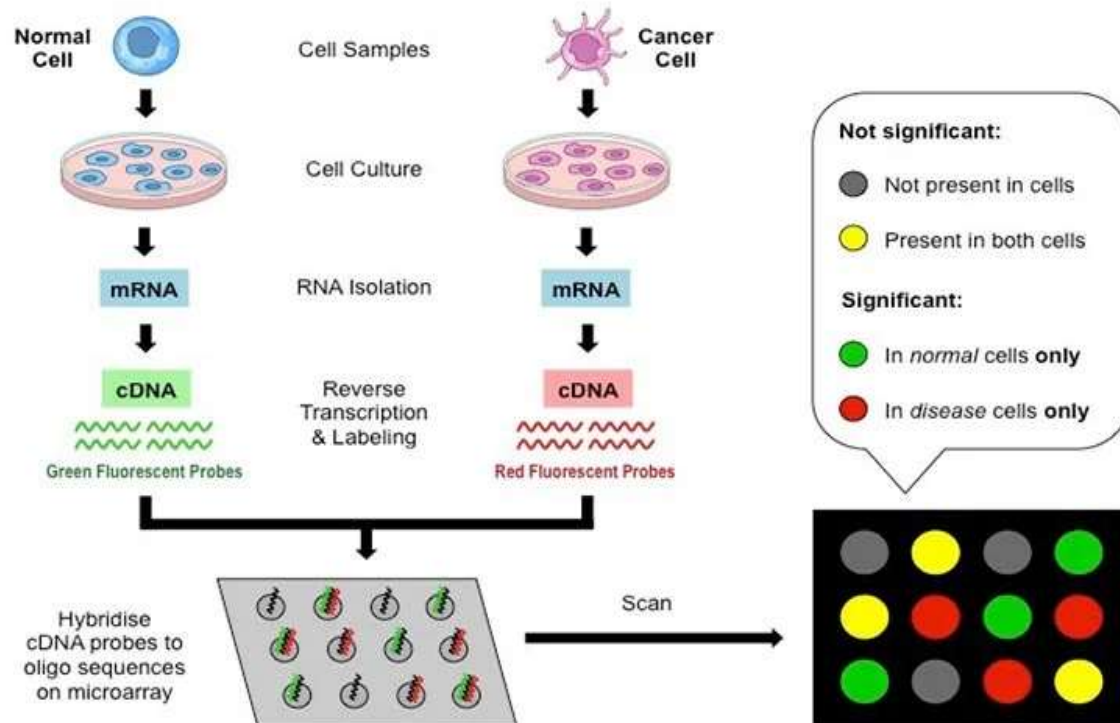 Normal
Cell
Cell Samples
Cancer
Cell
Cell Culture
mRNA
RNA Isolation
mRNA
cDNA
Reverse
Transcription
& Labeling
cDNA
Green Fluorescent Probes
Red Fluorescent Probes
Hybridise
cDNA probes to
oligo sequences
on microarray
Scan
Not significant:
Not present in cells
Present in both cells
Significant:
In normal cells only
In disease cells only